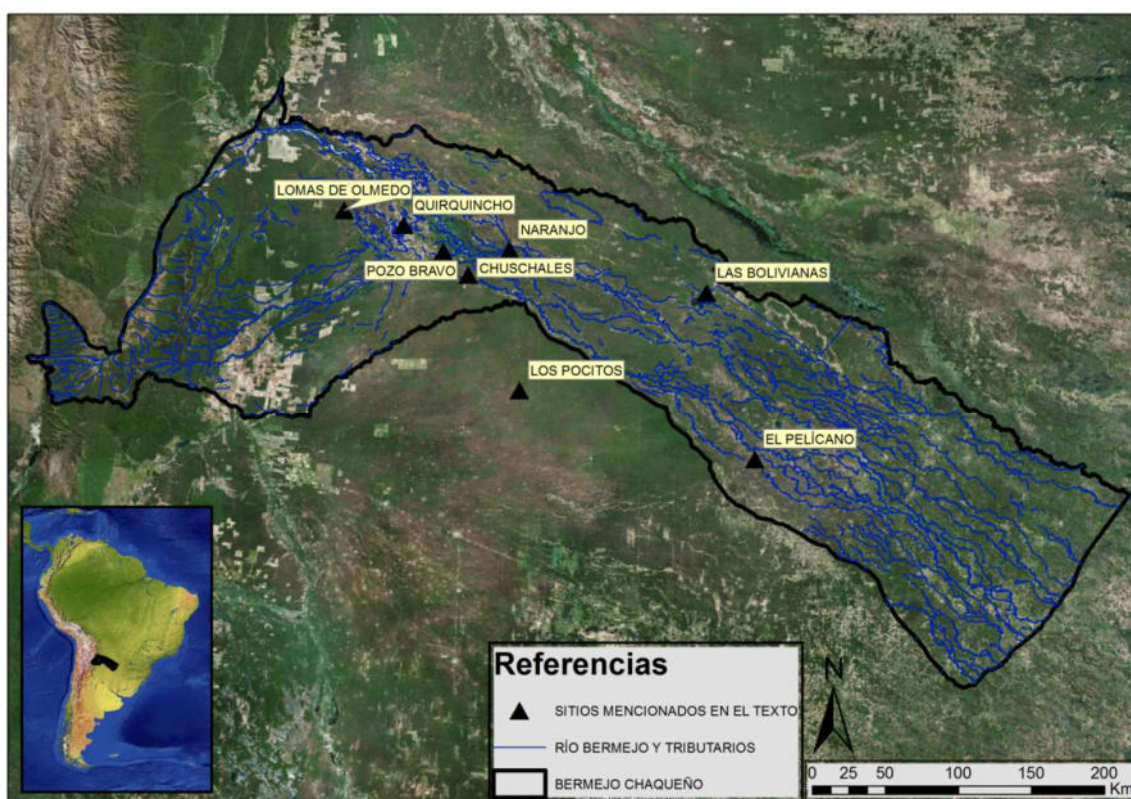 LOMAS DE OLMEDO
QUIRQUINCHO
NARANJO
POZO BRAVO
CHUSCHALES
LAS BOLIVIANAS
LOS POCITOS
EL PELÍCANO
Referencias
SITIOS MENCIONADOS EN EL TEXTO
RÍO BERMEJO Y TRIBUTARIOS
BERMEJO CHAQUEÑO
N
0 25 50 100 150 200
Km